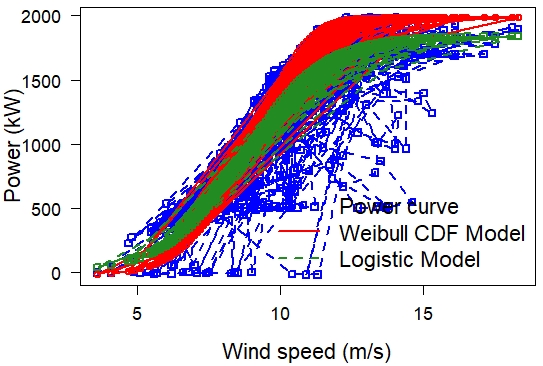 2000
1500
1000
500
0
Power (kW)
Power curve
Weibull CDF Model
Logistic Model
5
10
15
Wind speed (m/s)